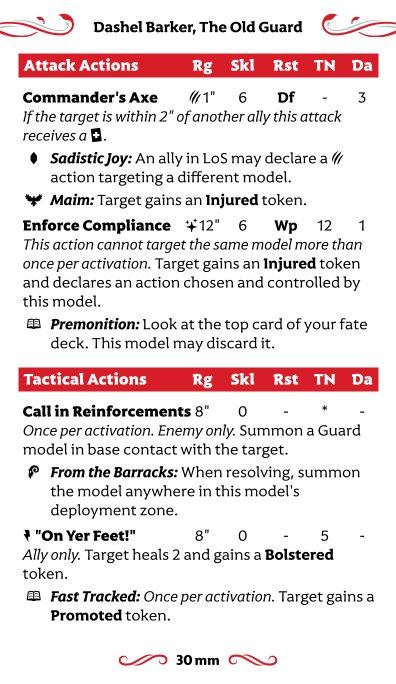 Dashel Barker, The Old Guard
Attack Actions Rg Skl Rst TN Da
Commander's Axe 1" 6 Df - 3
If the target is within 2" of another ally this attack
receives a .
Sadistic Joy: An ally in LoS may declare a
action targeting a different model.
Maim: Target gains an Injured token.
Enforce Compliance 12" 6 Wp 12 1
This action cannot target the same model more than
once per activation. Target gains an Injured token
and declares an action chosen and controlled by
this model.
Premonition: Look at the top card of your fate
deck. This model may discard it.
Tactical Actions Rg Skl Rst TN Da
Call in Reinforcements 8" 0 - * -
Once per activation. Enemy only. Summon a Guard
model in base contact with the target.
From the Barracks: When resolving, summon
the model anywhere in this model's
deployment zone.
"On Yer Feet!" 8" 0 - 5 -
Ally only. Target heals 2 and gains a Bolstered
token.
Fast Tracked: Once per activation. Target gains a
Promoted token.
30 mm